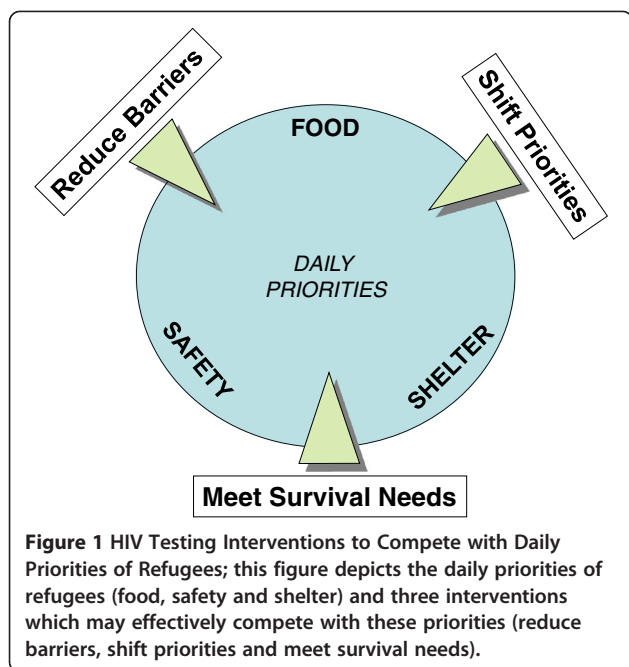 Reduce Barriers
Shift Priorities
FOOD
DAILY
PRIORITIES
SAFETY
SHELTER
Meet Survival Needs
Figure 1 HIV Testing Interventions to Compete with Daily
Priorities of Refugees; this figure depicts the daily priorities of
refugees (food, safety and shelter) and three interventions
which may effectively compete with these priorities (reduce
barriers, shift priorities and meet survival needs).